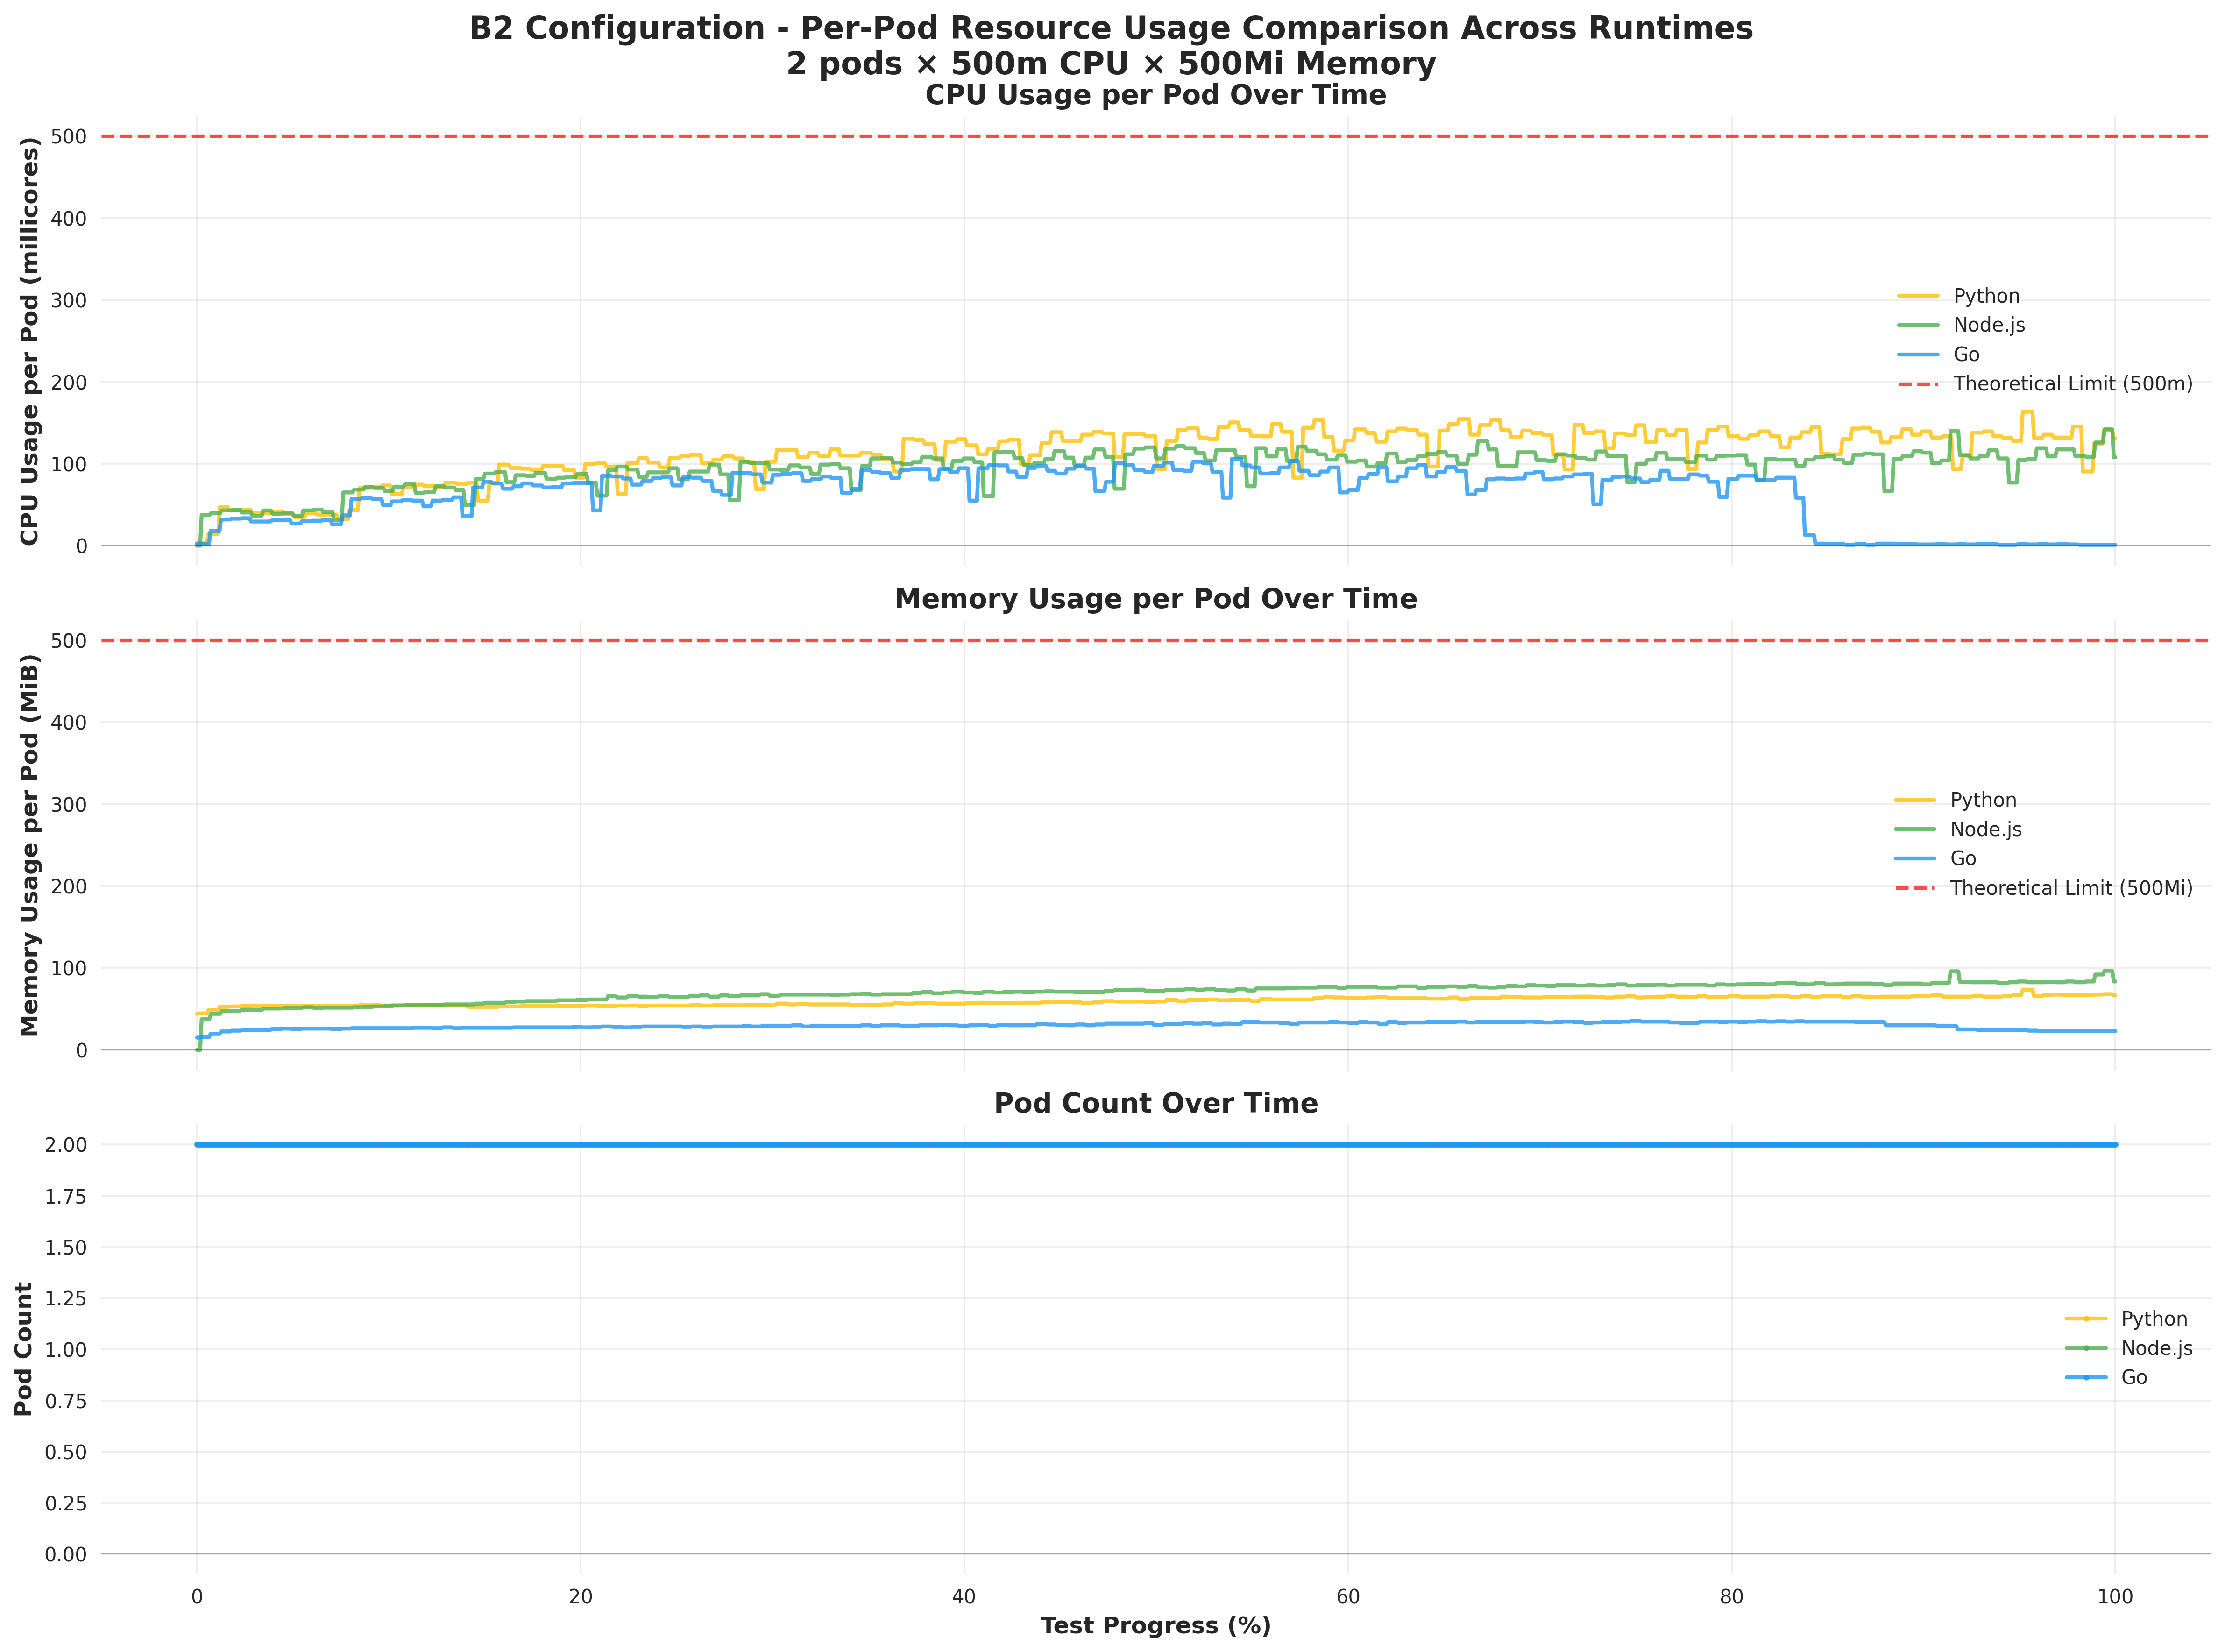 B2 Configuration - Per-Pod Resource Usage Comparison Across Runtimes
2 pods × 500m CPU × 500Mi Memory
CPU Usage per Pod Over Time
CPU Usage per Pod (millicores)
500
400
300
200
100
0
Python
Node.js
Go
Theoretical Limit (500m)
Memory Usage per Pod Over Time
Memory Usage per Pod (MiB)
500
400
300
200
100
0
Python
Node.js
Go
Theoretical Limit (500Mi)
Pod Count Over Time
Pod Count
2.00
1.75
1.50
1.25
1.00
0.75
0.50
0.25
0.00
Python
Node.js
Go
0
20
40
60
80
100
Test Progress (%)